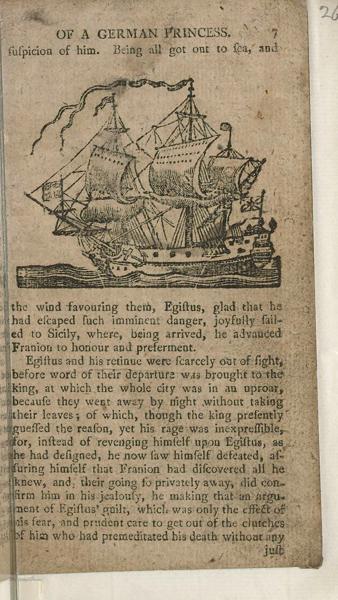 26
OF A GERMAN PRINCESS. 7
ſuſpicion of him. Being all got out to ſea, and
the wind favouring them, Egiſtus, glad that he
had eſcaped ſuch imminent danger, joyfully ſail-
ed to Sicily, where, being arrived, he advanced
Franion to honour and preferment.
Egiſtus and his retinue were ſcarcely out of ſight,
before word of their departure was brought to the
king, at which the whole city was in an uproar,
becauſe they went away by night without taking
their leaves; of which, though the king preſently
gueſſed the reaſon, yet his rage was inexpreſſible,
for, inſtead of revenging himſelf upon Egiſtus, as
he had deſigned, he now ſaw himſelf defeated, aſ-
ſuring himſelf that Franion had diſcovered all he
knew, and, their going ſo privately away, did con-
firm him in his jealouſy, he making that an argu-
ment of Egiſtus' guilt, which was only the effect of
his fear, and prudent care to get out of the clutches
of him who had premeditated his death without any
juſt